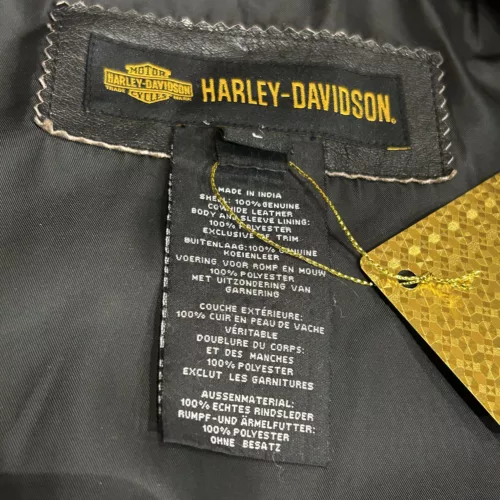 MOTOR
HARLEY-DAVIDSON
TRADE CYCLES MARK
HARLEY-DAVIDSON®
L
MADE IN INDIA
SHELL: 100% GENUINE
COWHIDE LEATHER
BODY AND SLEEVE LINING:
100% POLYESTER
EXCLUSIVE OF TRIM
BUITENLAAG: 100% GENUINE
KOEIENLEER
VOERING VOOR ROMP EN MOUW
100% POLYESTER
MET UITZONDERING VAN
GARNERING
COUCHE EXTÉRIEURE:
100% CUIR EN PEAU DE VACHE
VÉRITABLE
DOUBLURE DU CORPS:
ET DES MANCHES
100% POLYESTER
EXCLUT LES GARNITURES
AUSSENMATERIAL:
100% ECHTES RINDSLEDER
RUMPF-UND ÄRMELFUTTER:
100% POLYESTER
OHNE BESATZ